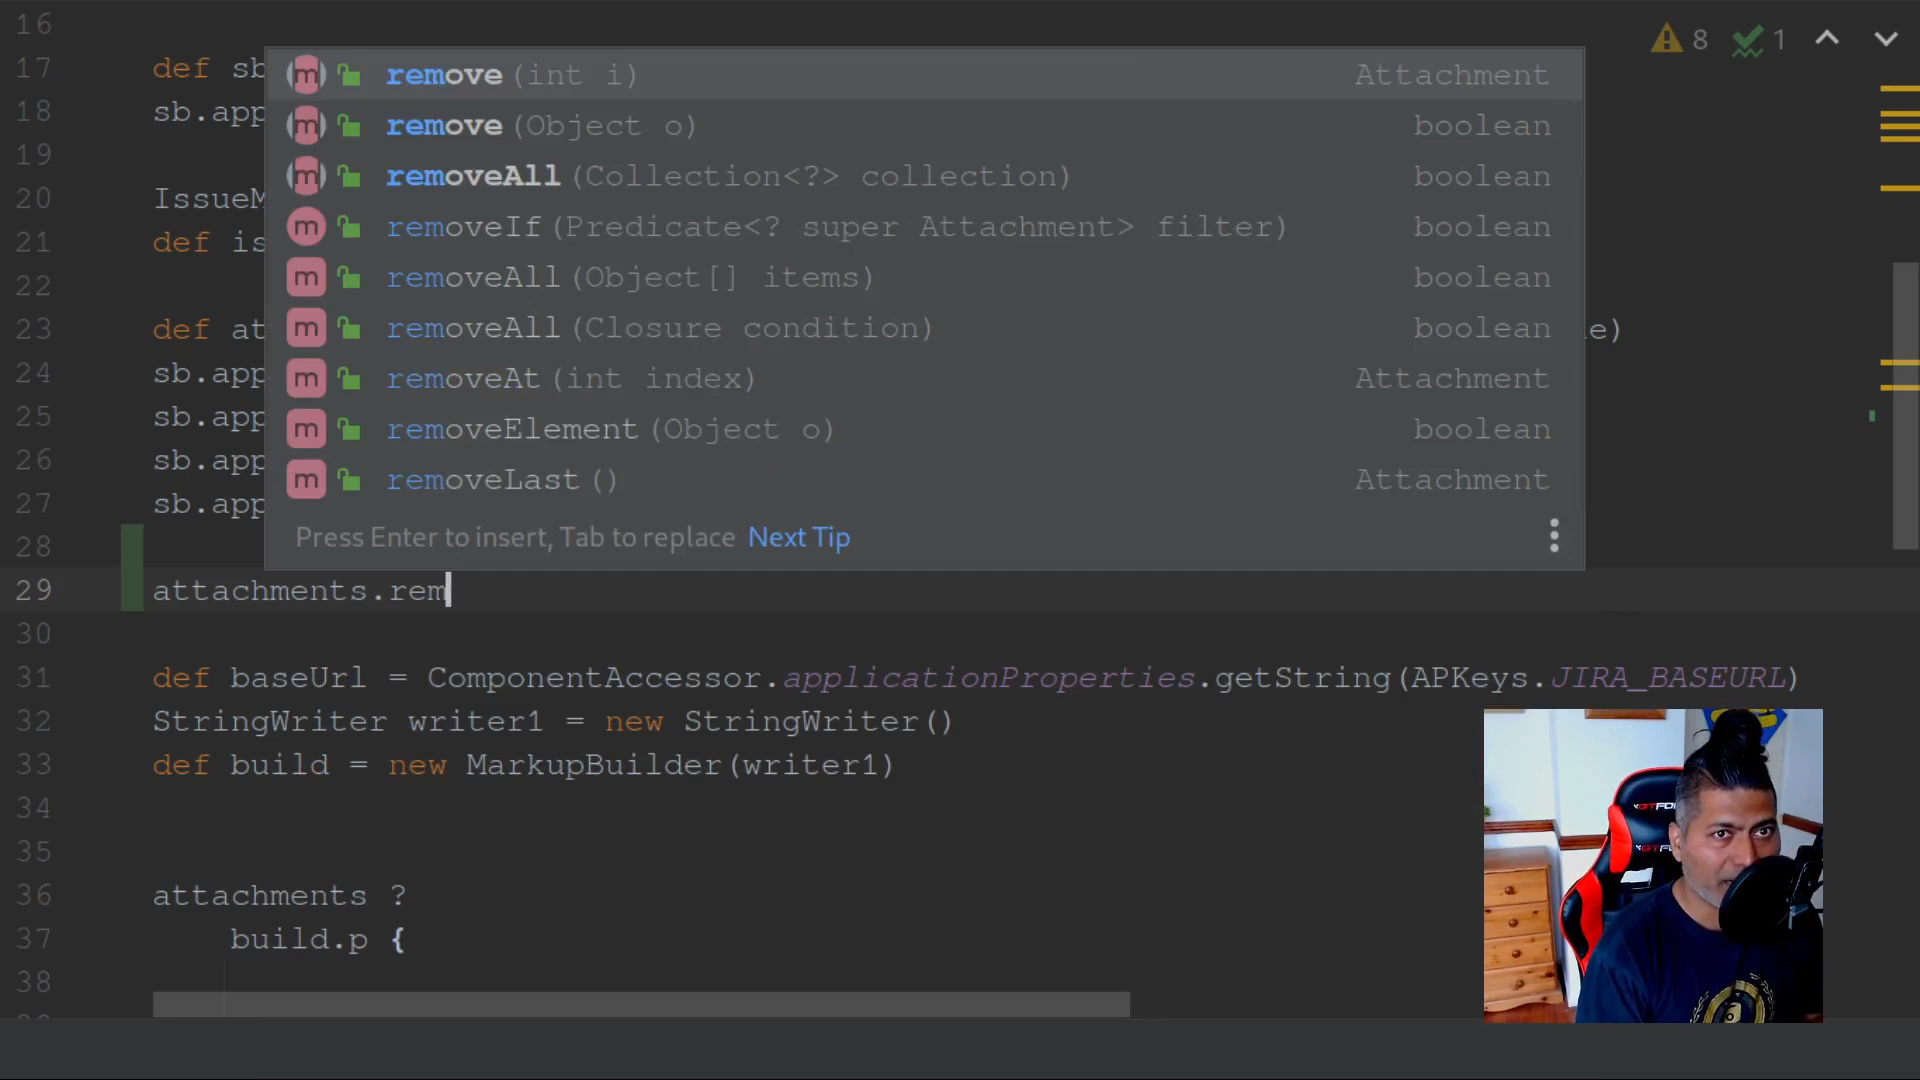 16
17 def sb
18 sb.app
19
20 IssueM
21 def is
22
23 def at e)
24 sb.app
25 sb.app
26 sb.app
27 sb.app
28
29 attachments.rem
30
31 def baseUrl = ComponentAccessor.applicationProperties.getString(APKeys.JIRA_BASEURL)
32 StringWriter writer1 = new StringWriter()
33 def build = new MarkupBuilder(writer1)
34
35
36 attachments ?
37 build.p {
38
8 1
m remove(int i) Attachment
m remove(Object o) boolean
m removeAll(Collection<?> collection) boolean
m removeIf(Predicate<? super Attachment> filter) boolean
m removeAll(Object[] items) boolean
m removeAll(Closure condition) boolean
m removeAt(int index) Attachment
m removeElement(Object o) boolean
m removeLast() Attachment
Press Enter to insert, Tab to replace Next Tip